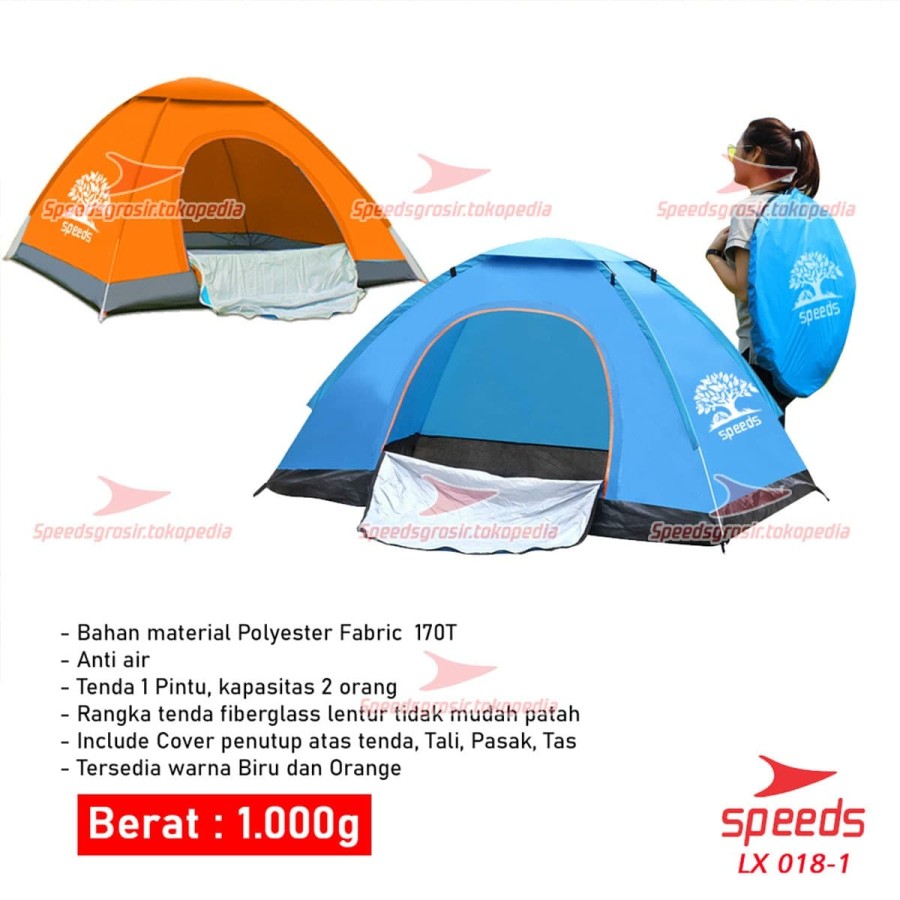 Speedsgrosir.tokopedia
Speedsgrosir.tokopedia
Speedsgrosir.tokopedia
speeds
speeds
speeds
Speedsgrosir.tokopedia
Speedsgrosir.tokopedia
Speedsgrosir.tokopedia
- Bahan material Polyester Fabric 170T
- Anti air
- Tenda 1 Pintu, kapasitas 2 orang
Speedsgrosir.tokopedia
- Rangka tenda fiberglass lentur tidak mudah patah
- Include Cover penutup atas tenda, Tali, Pasak, Tas
- Tersedia warna Biru dan Orange
Berat : 1.000g
speeds
LX 018-1